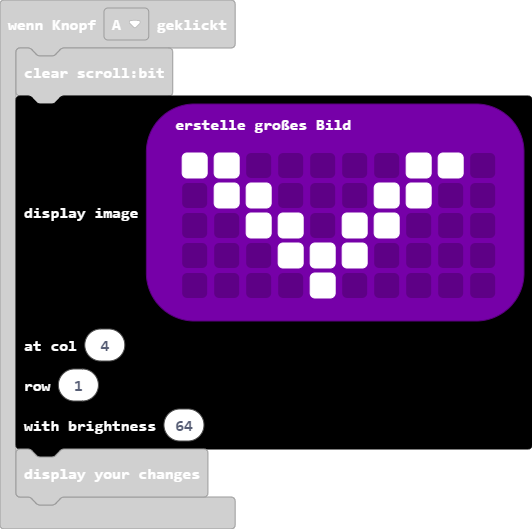 wenn Knopf A geklickt
clear scroll:bit
erstelle großes Bild
display image
at col 4
row 1
with brightness 64
display your changes